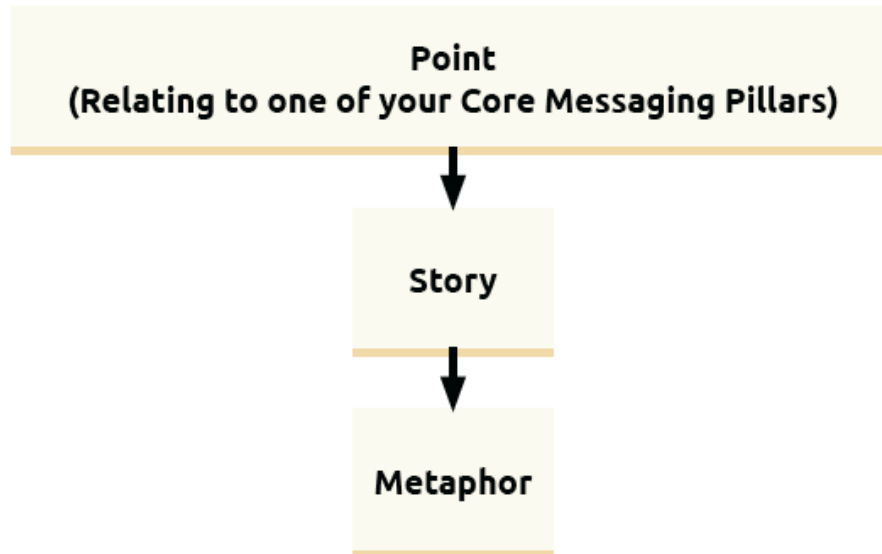 Point
(Relating to one of your Core Messaging Pillars)
Story
Metaphor